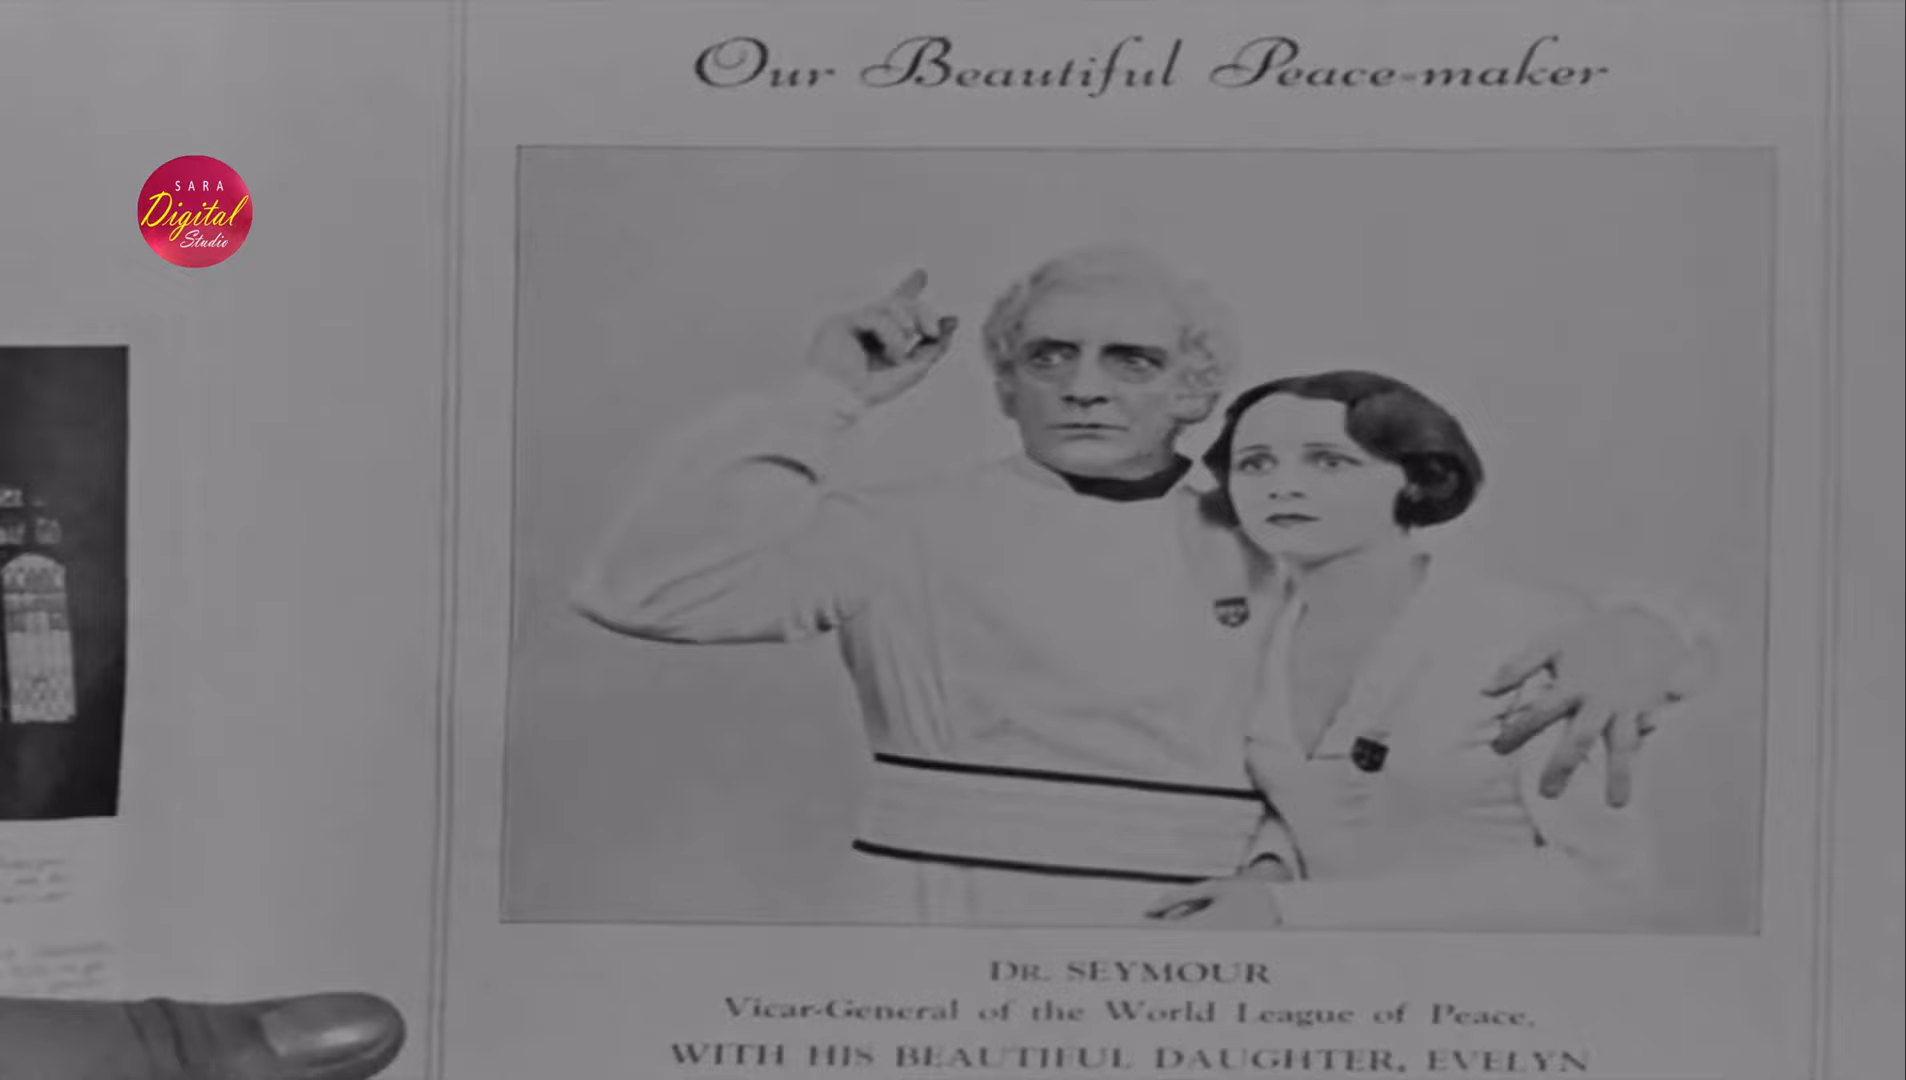 Our Beautiful Peace-maker
SARA
Digital
Studio
DR. SEYMOUR
Vicar-General of the World League of Peace,
WITH HIS BEAUTIFUL DAUGHTER, EVELYN